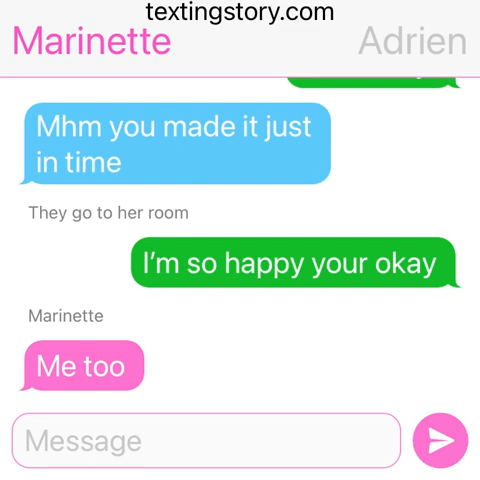 textingstory.com
Marinette Adrien
Mhm you made it just
in time
They go to her room
I'm so happy your okay
Marinette
Me too
Message